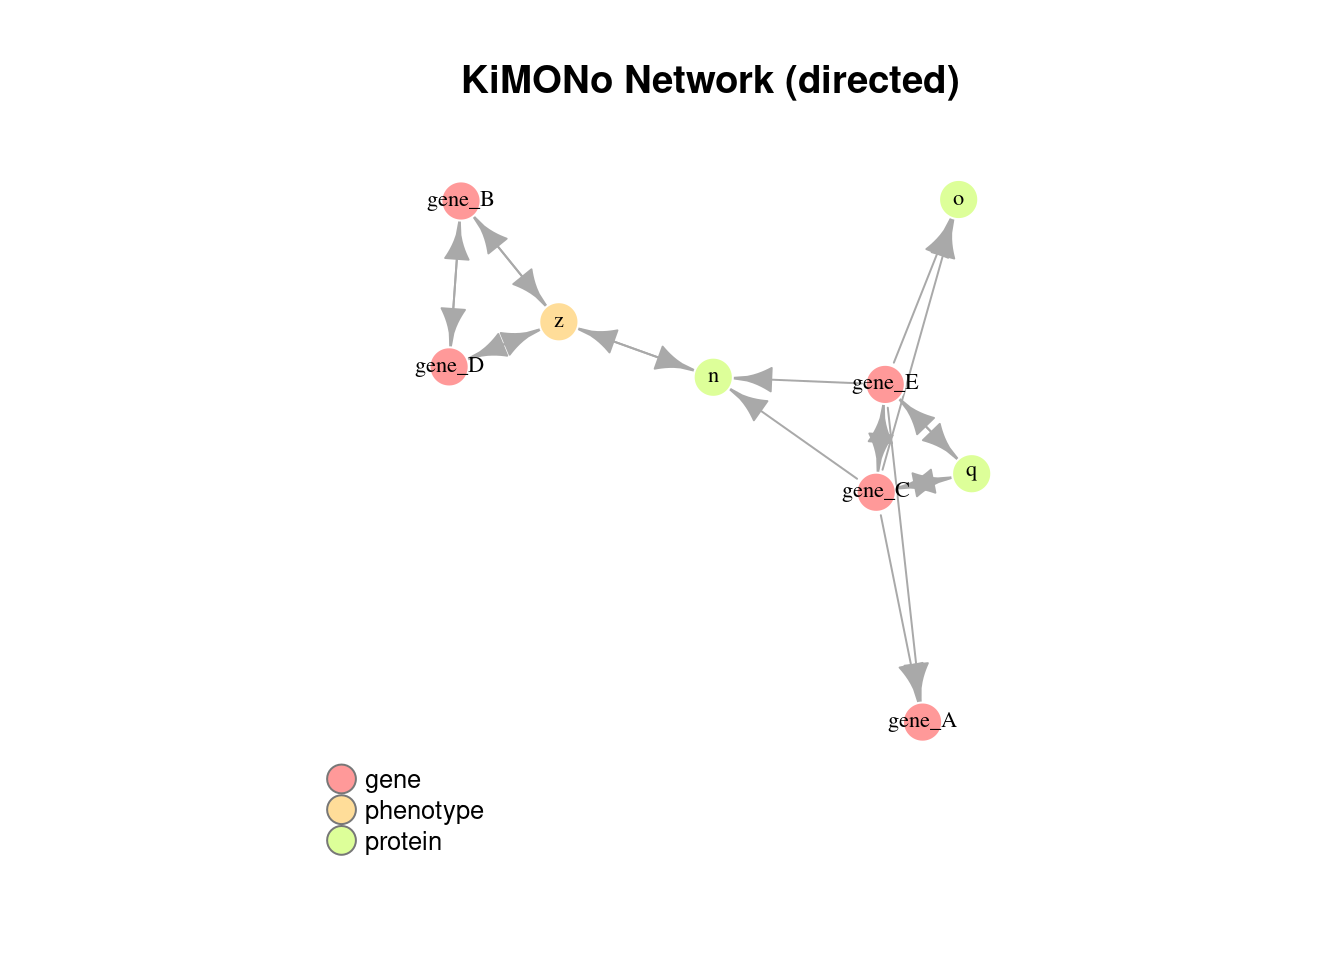 KiMONo Network (directed)
gene_B
o
z
gene_D
n
gene_E
q
gene_C
gene_A
gene
phenotype
protein